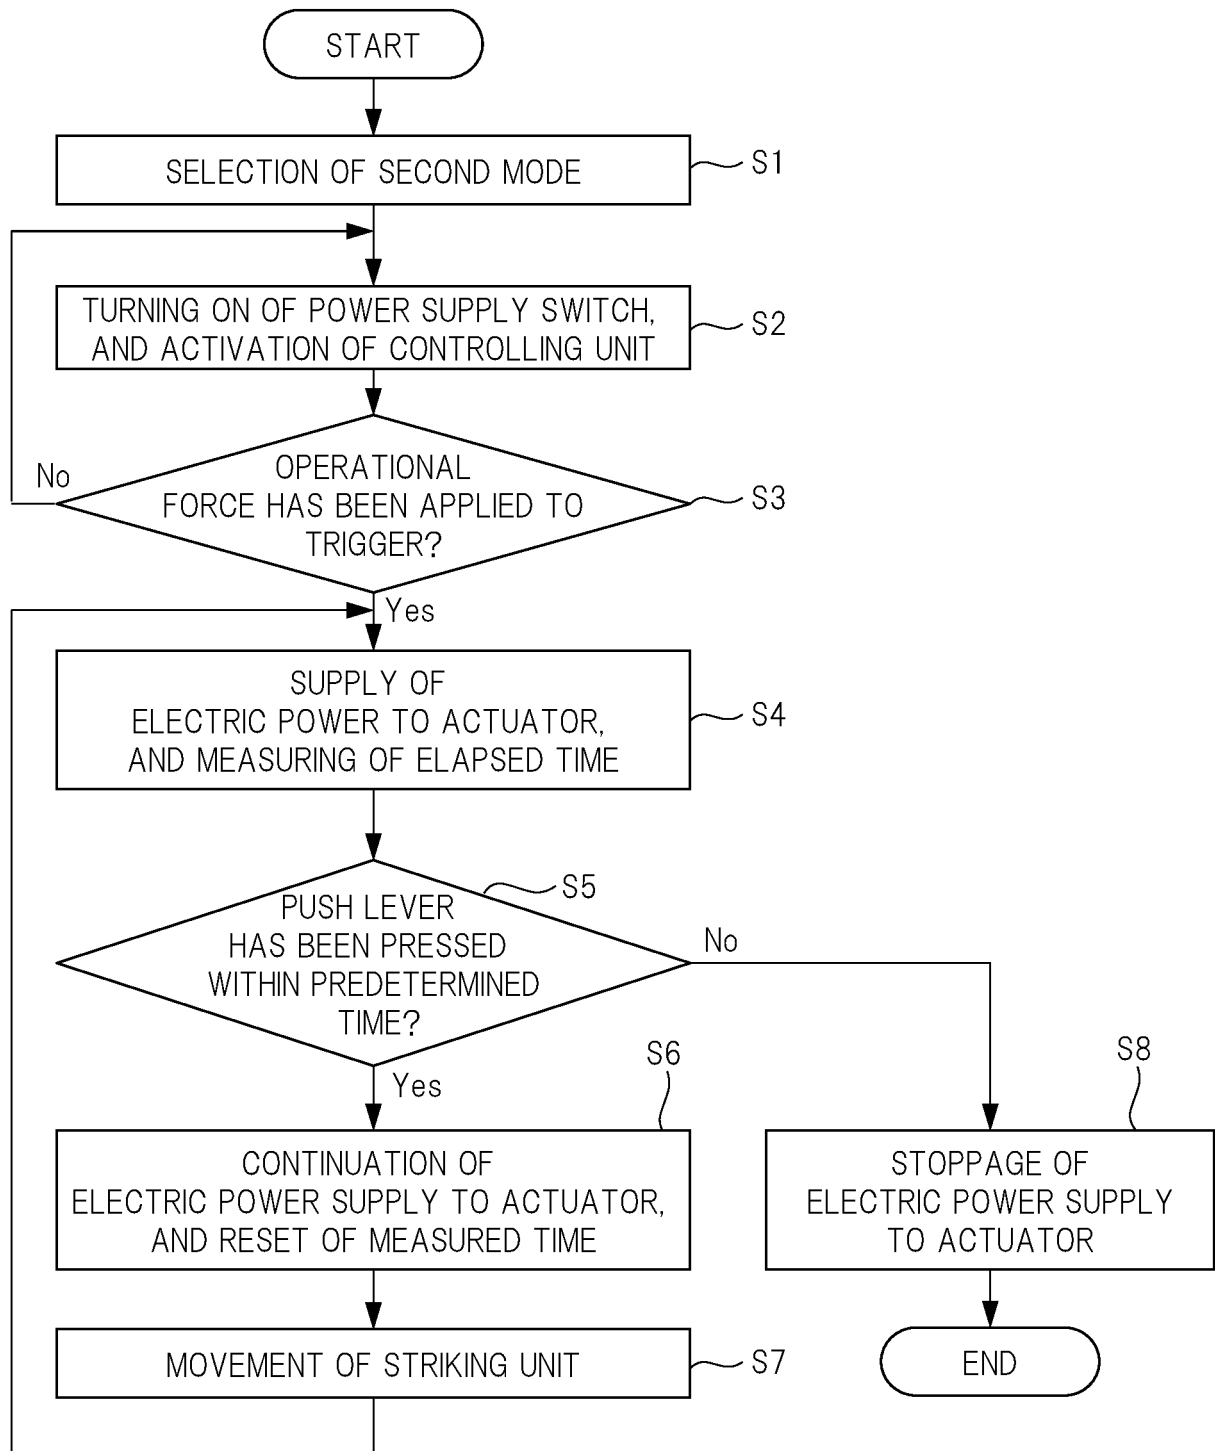 START
SELECTION OF SECOND MODE
S1
TURNING ON OF POWER SUPPLY SWITCH,
AND ACTIVATION OF CONTROLLING UNIT
S2
No
OPERATIONAL
FORCE HAS BEEN APPLIED TO
TRIGGER?
S3
Yes
SUPPLY OF
ELECTRIC POWER TO ACTUATOR,
AND MEASURING OF ELAPSED TIME
S4
S5
PUSH LEVER
HAS BEEN PRESSED
WITHIN PREDETERMINED
TIME?
No
Yes
S6
CONTINUATION OF
ELECTRIC POWER SUPPLY TO ACTUATOR,
AND RESET OF MEASURED TIME
S8
STOPPAGE OF
ELECTRIC POWER SUPPLY
TO ACTUATOR
MOVEMENT OF STRIKING UNIT
S7
END